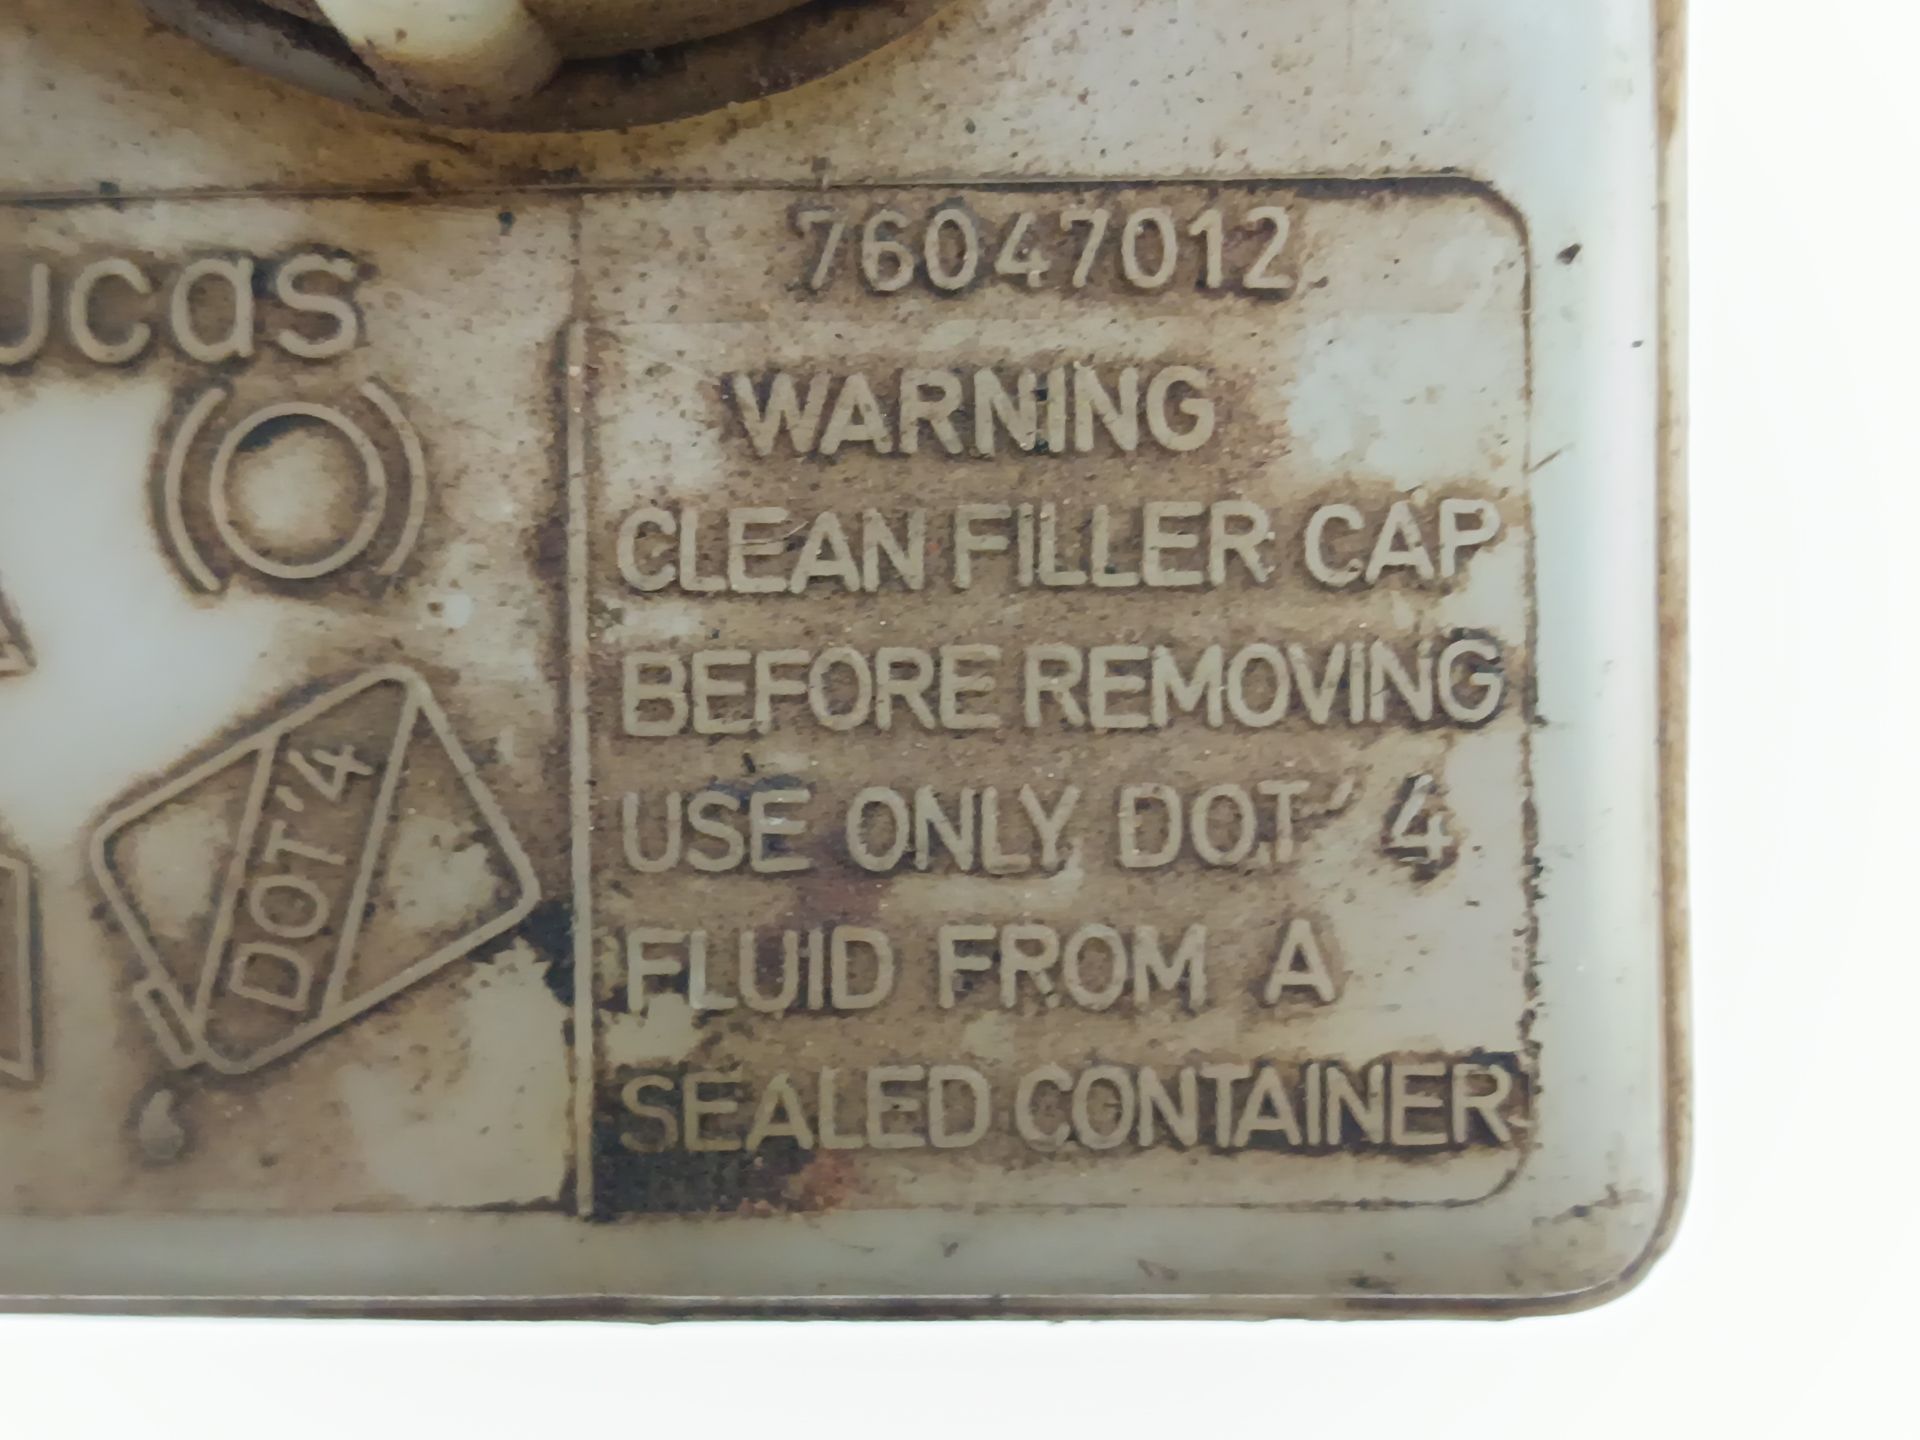 76047012
ucas
WARNING
CLEAN FILLER CAP
BEFORE REMOVING
USE ONLY DOT' 4
FLUID FROM A
SEALED CONTAINER
DOT'4